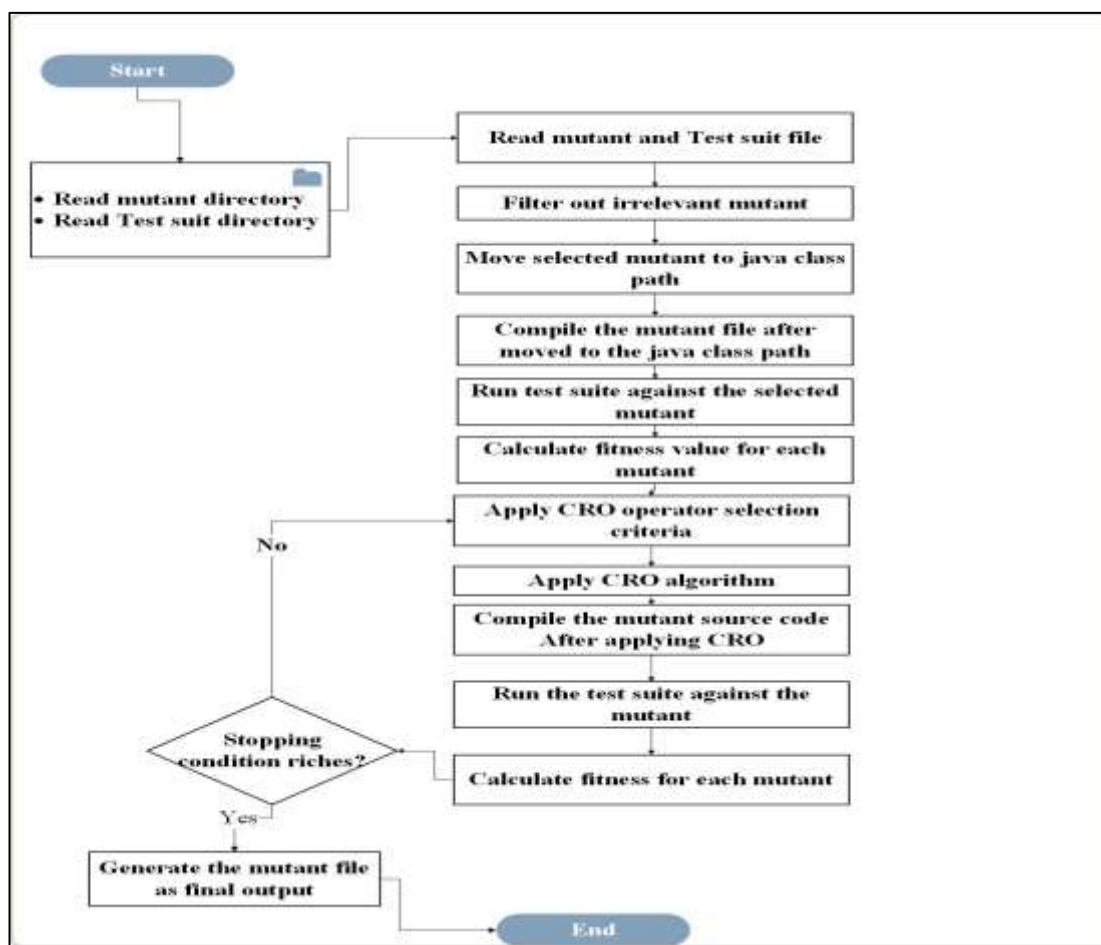 Start
• Read mutant directory
• Read Test suit directory
Read mutant and Test suit file
Filter out irrelevant mutant
Move selected mutant to java class
path
Compile the mutant file after
moved to the java class path
Run test suite against the selected
mutant
Calculate fitness value for each
mutant
Apply CRO operator selection
criteria
Apply CRO algorithm
Compile the mutant source code
After applying CRO
Run the test suite against the
mutant
Calculate fitness for each mutant
Stopping
condition riches?
No
Yes
Generate the mutant file
as final output
End